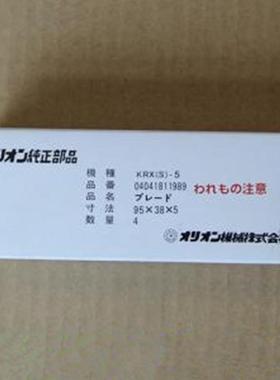 リオン純正部品
機種 KRX(S)-5
品番 04041811989
品名 ブレード
寸法 95×38×5
数量 4
われもの注意
オリオン機械株式会